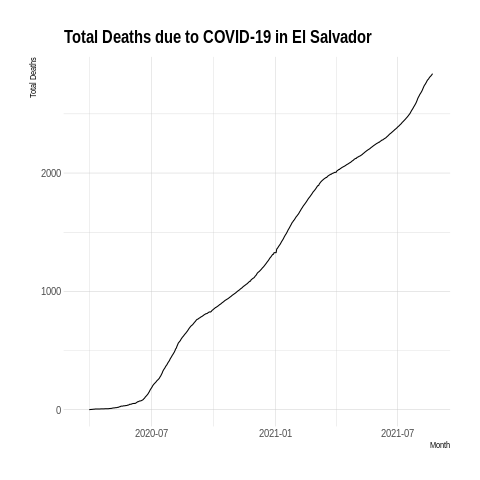 Total Deaths due to COVID-19 in El Salvador
Total Deaths
2000
1000
0
2020-07
2021-01
2021-07
Month